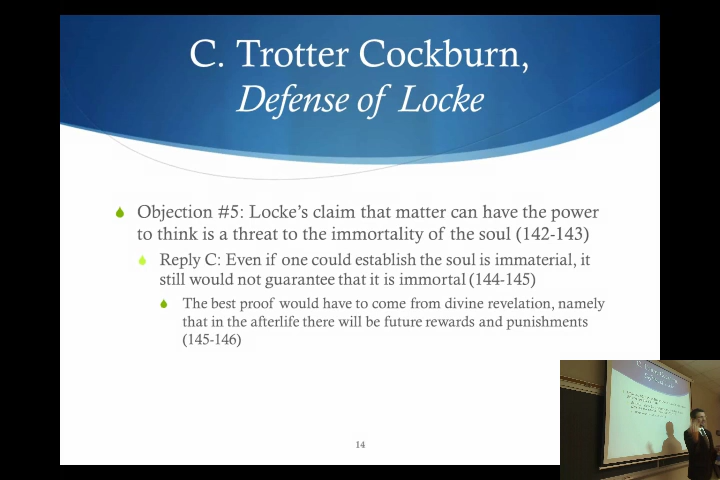 C. Trotter Cockburn,
Defense of Locke
Objection #5: Locke's claim that matter can have the power
to think is a threat to the immortality of the soul (142-143)
Reply C: Even if one could establish the soul is immaterial, it
still would not guarantee that it is immortal (144-145)
The best proof would have to come from divine revelation, namely
that in the afterlife there will be future rewards and punishments
(145-146)
14